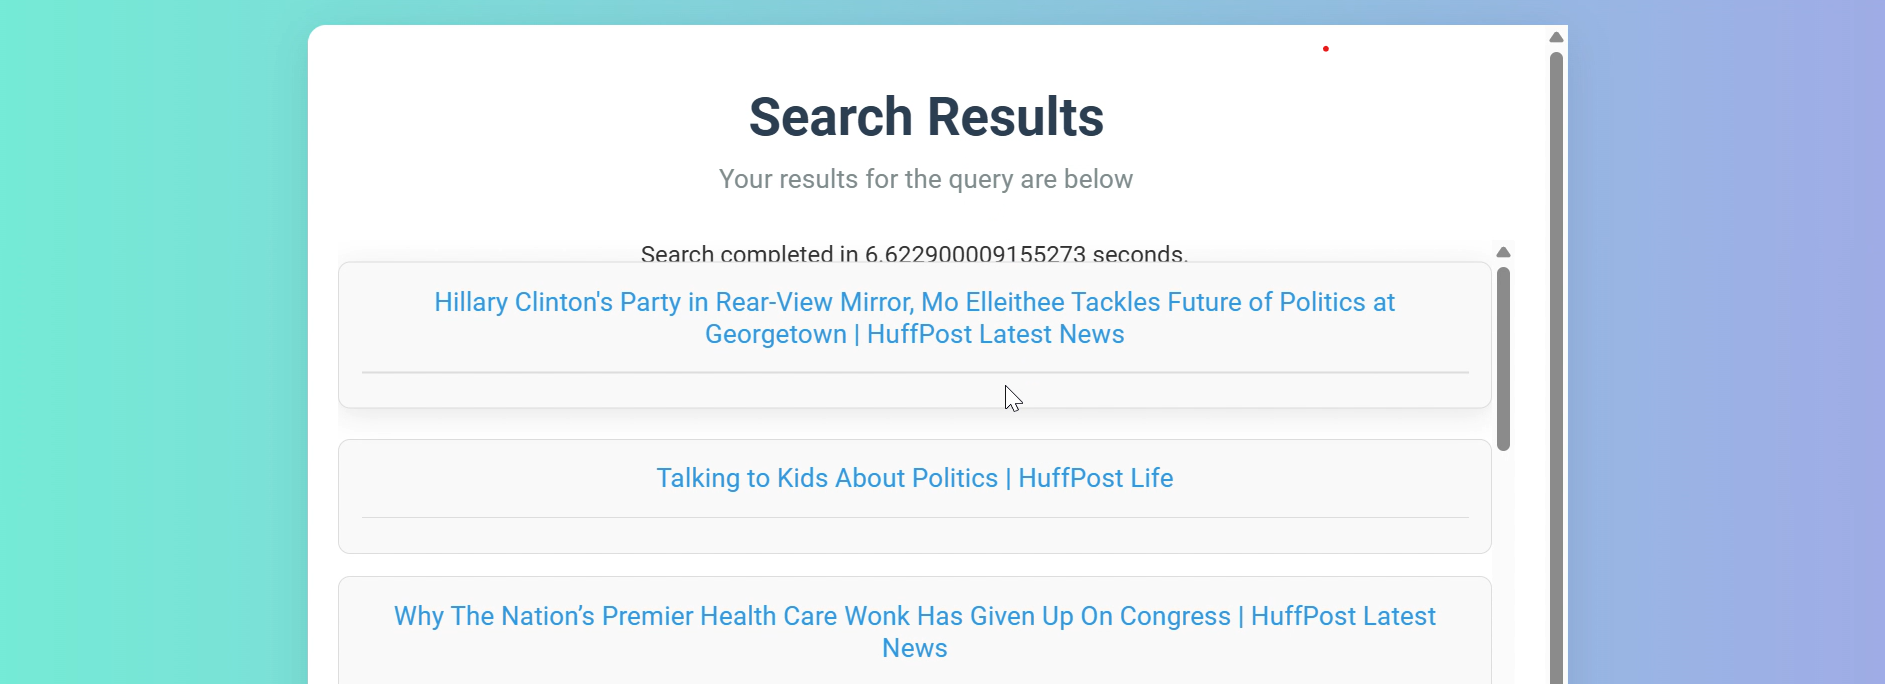 Search Results
Your results for the query are below
Search completed in 6.622900009155273 seconds.
Hillary Clinton's Party in Rear-View Mirror, Mo Elleithee Tackles Future of Politics at
Georgetown | HuffPost Latest News
Talking to Kids About Politics | HuffPost Life
Why The Nation’s Premier Health Care Wonk Has Given Up On Congress | HuffPost Latest
News